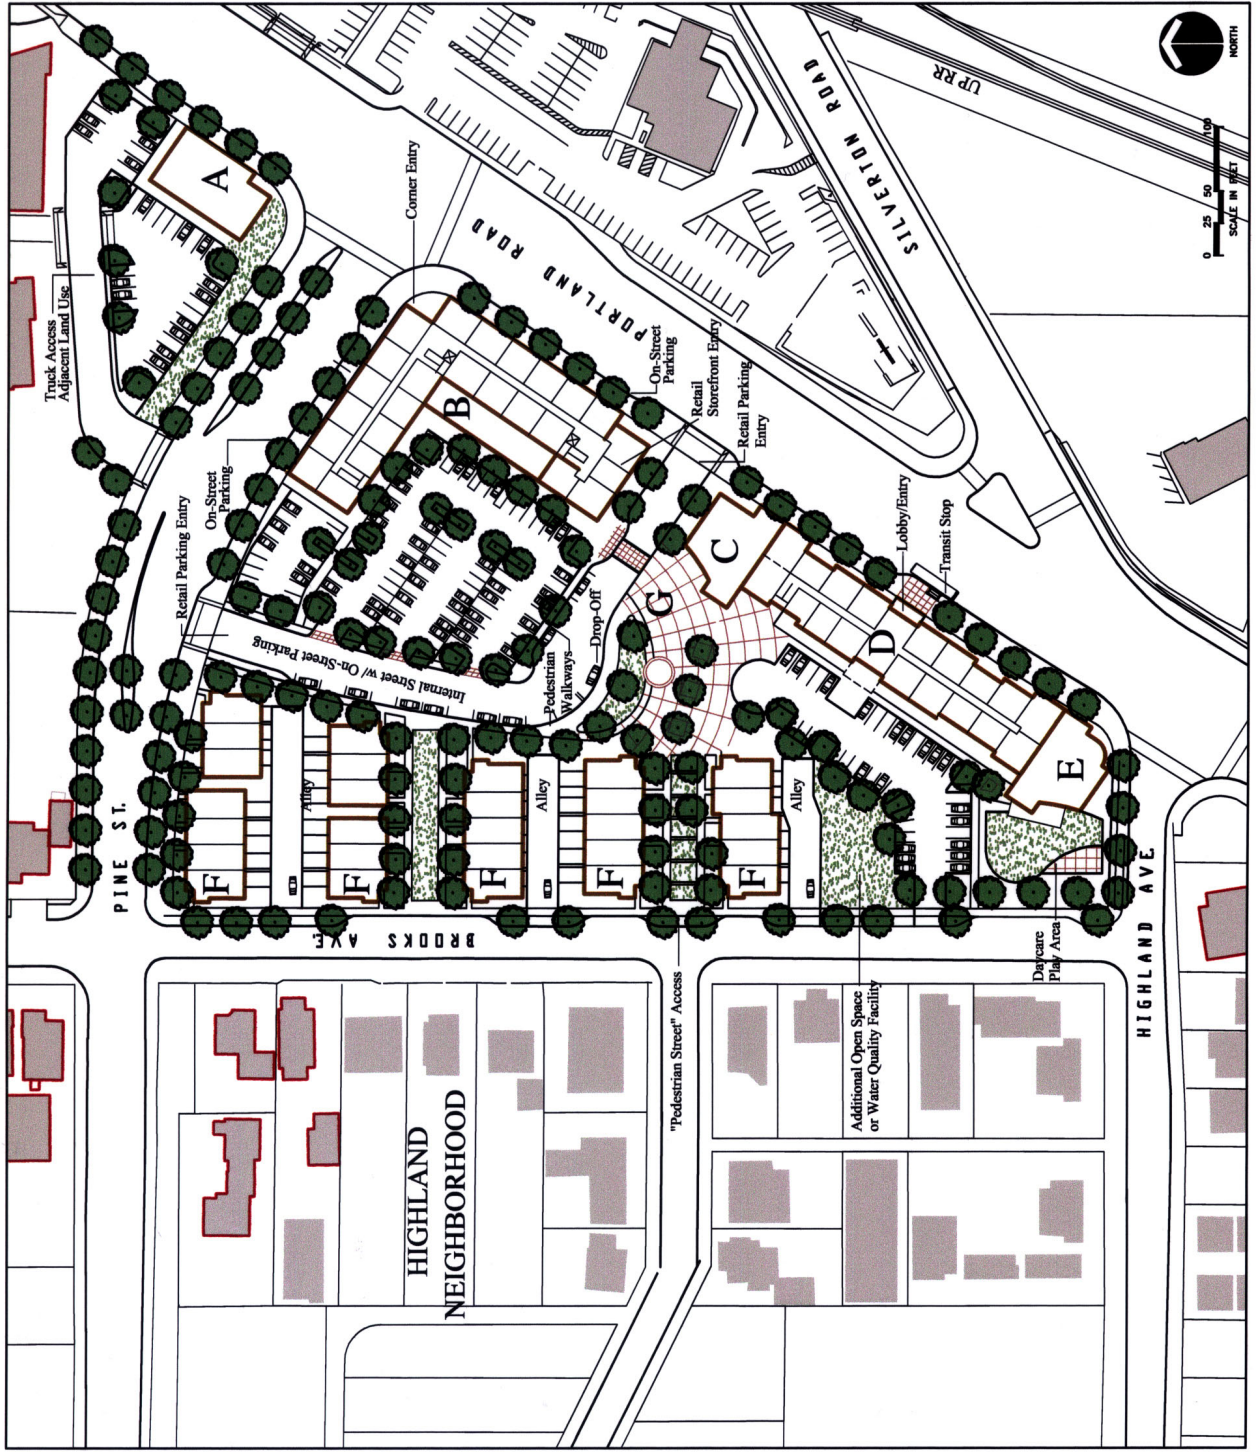 NORTH
0 25 50 100
SCALE IN FEET
UP RR
SILVERTON ROAD
PORTLAND ROAD
Corner Entry
A
Truck Access
Adjacent Land Use
B
On-Street
Parking
Retail
Storefront Entry
Retail Parking
Entry
On-Street
Parking
Retail Parking Entry
Internal Street w/ On-Street Parking
Pedestrian
Walkways
Drop-Off
G
C
Lobby/Entry
Transit Stop
D
E
PINE ST.
Alley
F
F
F
Alley
F
F
Alley
BROOKS AVE
HIGHLAND AVE
Daycare
Play Area
"Pedestrian Street" Access
Additional Open Space
or Water Quality Facility
HIGHLAND
NEIGHBORHOOD